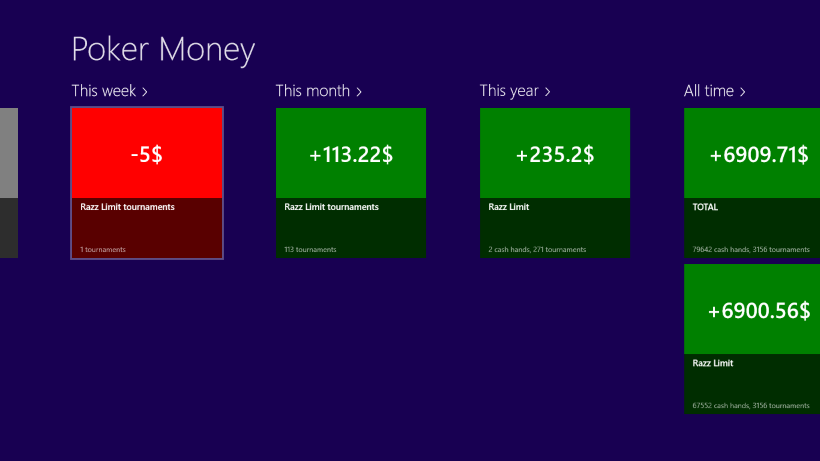 Poker Money
This week >
-5$
Razz Limit tournaments
1 tournaments
This month >
+113.22$
Razz Limit tournaments
113 tournaments
This year >
+235.2$
Razz Limit
2 cash hands, 271 tournaments
All time >
+6909.71$
TOTAL
79642 cash hands, 3156 tournaments
+6900.56$
Razz Limit
67552 cash hands, 3156 tournaments